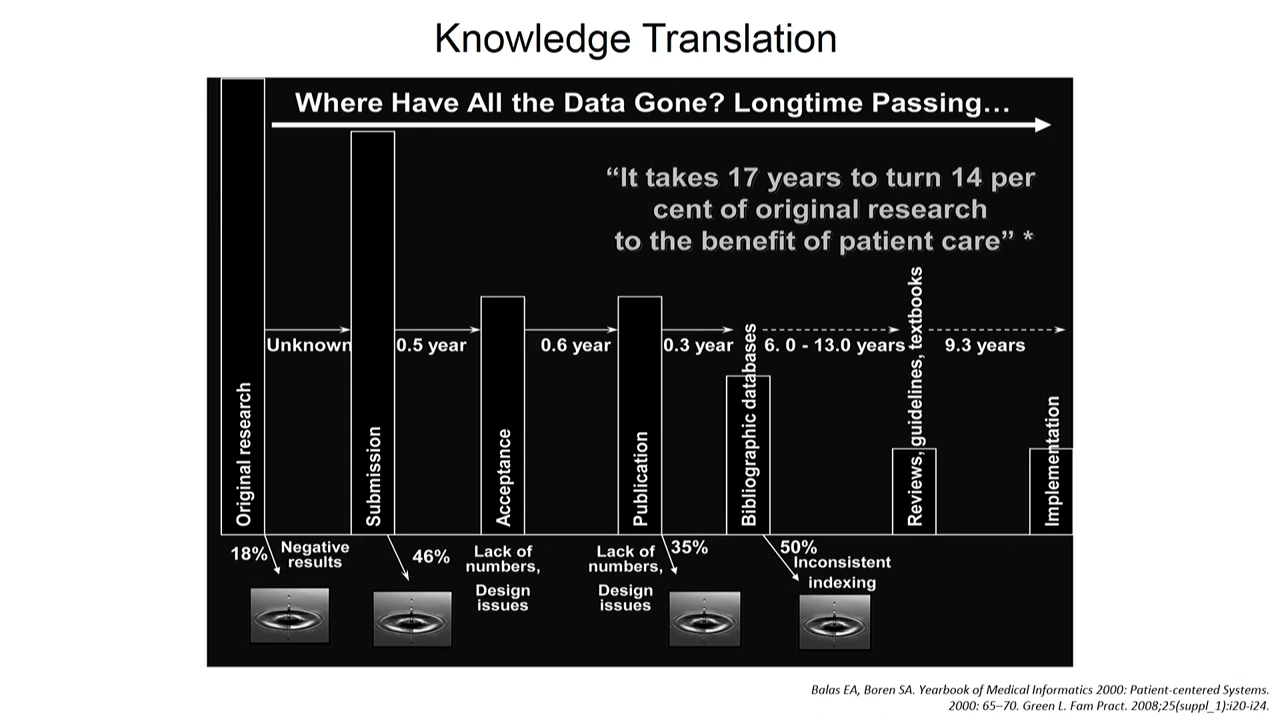 Knowledge Translation
Where Have All the Data Gone? Longtime Passing…
“It takes 17 years to turn 14 per
cent of original research
to the benefit of patient care” *
Unknown
0.5 year
0.6 year
0.3 year
6. 0 - 13.0 years
9.3 years
Original research
Submission
Acceptance
Publication
Bibliographic databases
Reviews, guidelines, textbooks
Implementation
18%
Negative
results
46%
Lack of
numbers,
Design
issues
Lack of
numbers,
Design
issues
35%
50%
Inconsistent
indexing
Balas EA, Boren SA. Yearbook of Medical Informatics 2000: Patient-centered Systems.
2000: 65–70. Green L. Fam Pract. 2008;25(suppl_1):i20-i24.